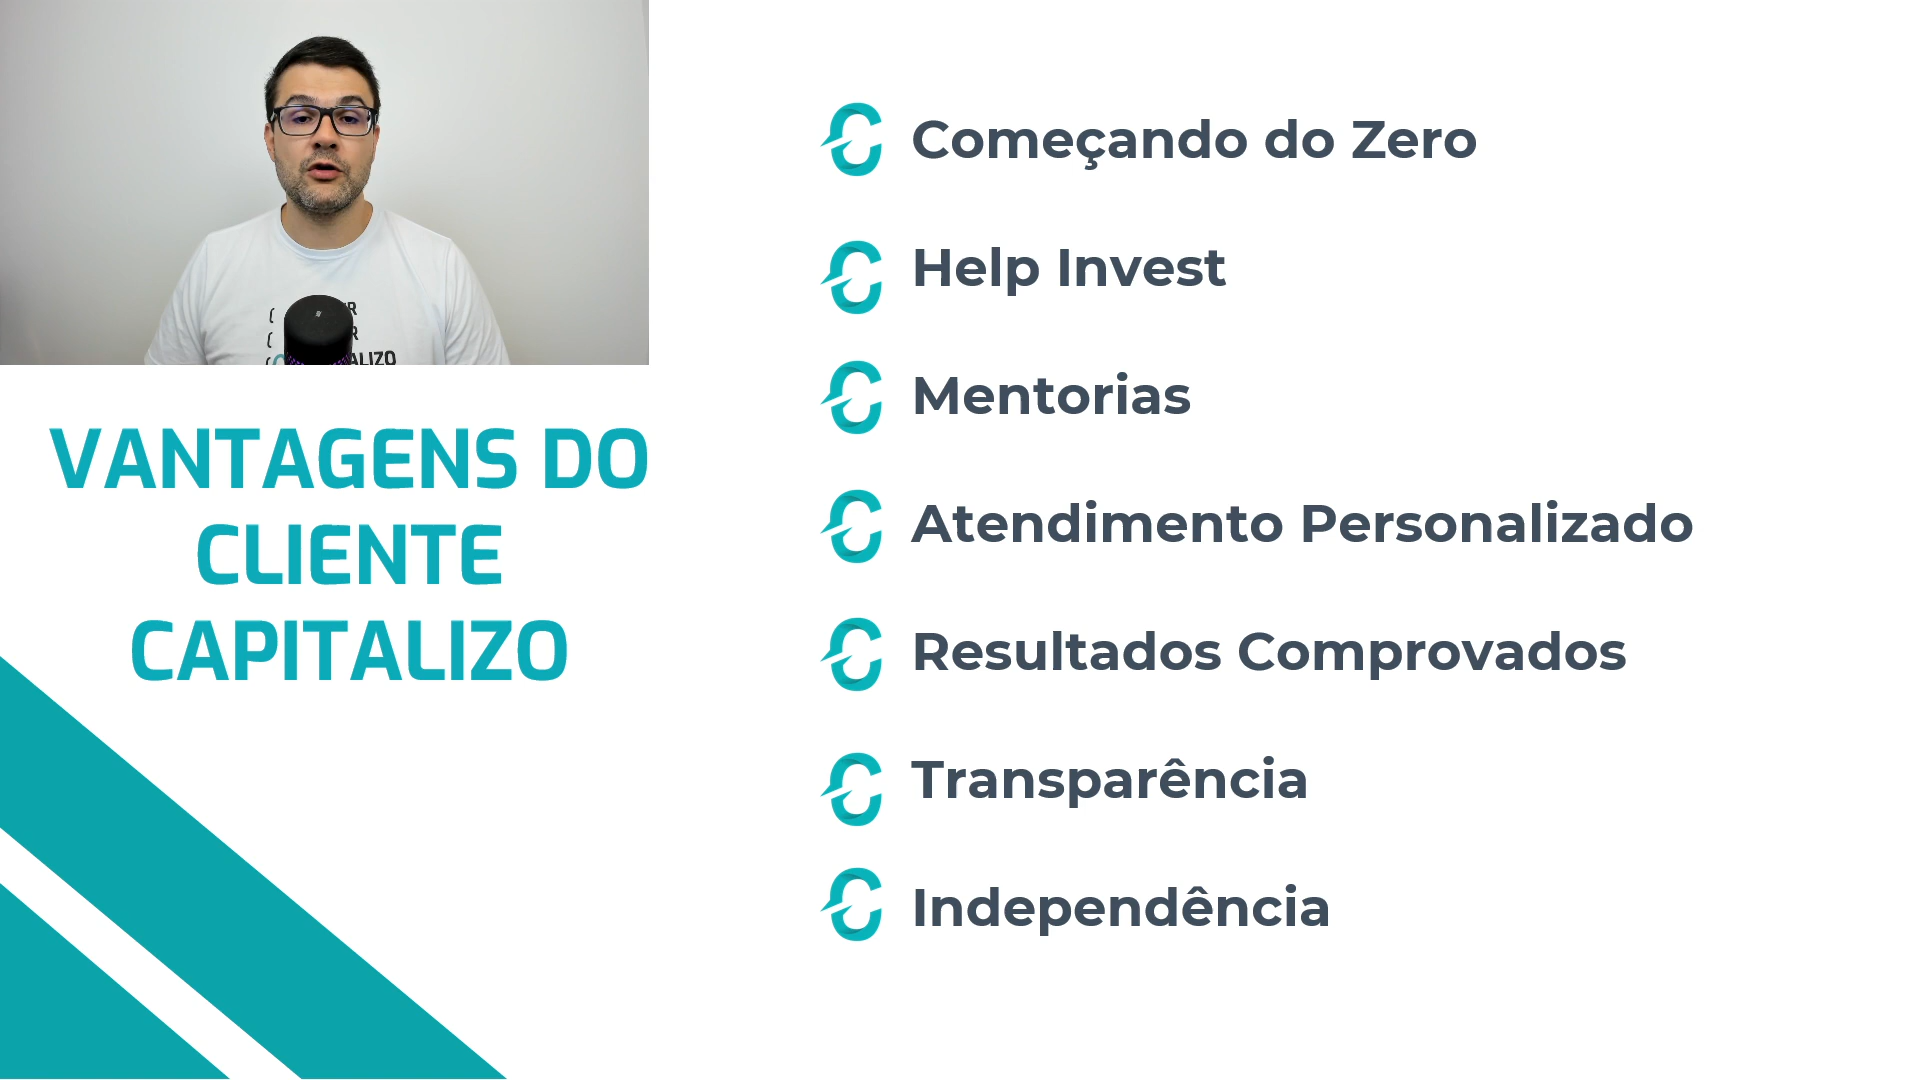 VANTAGENS DO
CLIENTE
CAPITALIZO
Começando do Zero
Help Invest
Mentorias
Atendimento Personalizado
Resultados Comprovados
Transparência
Independência